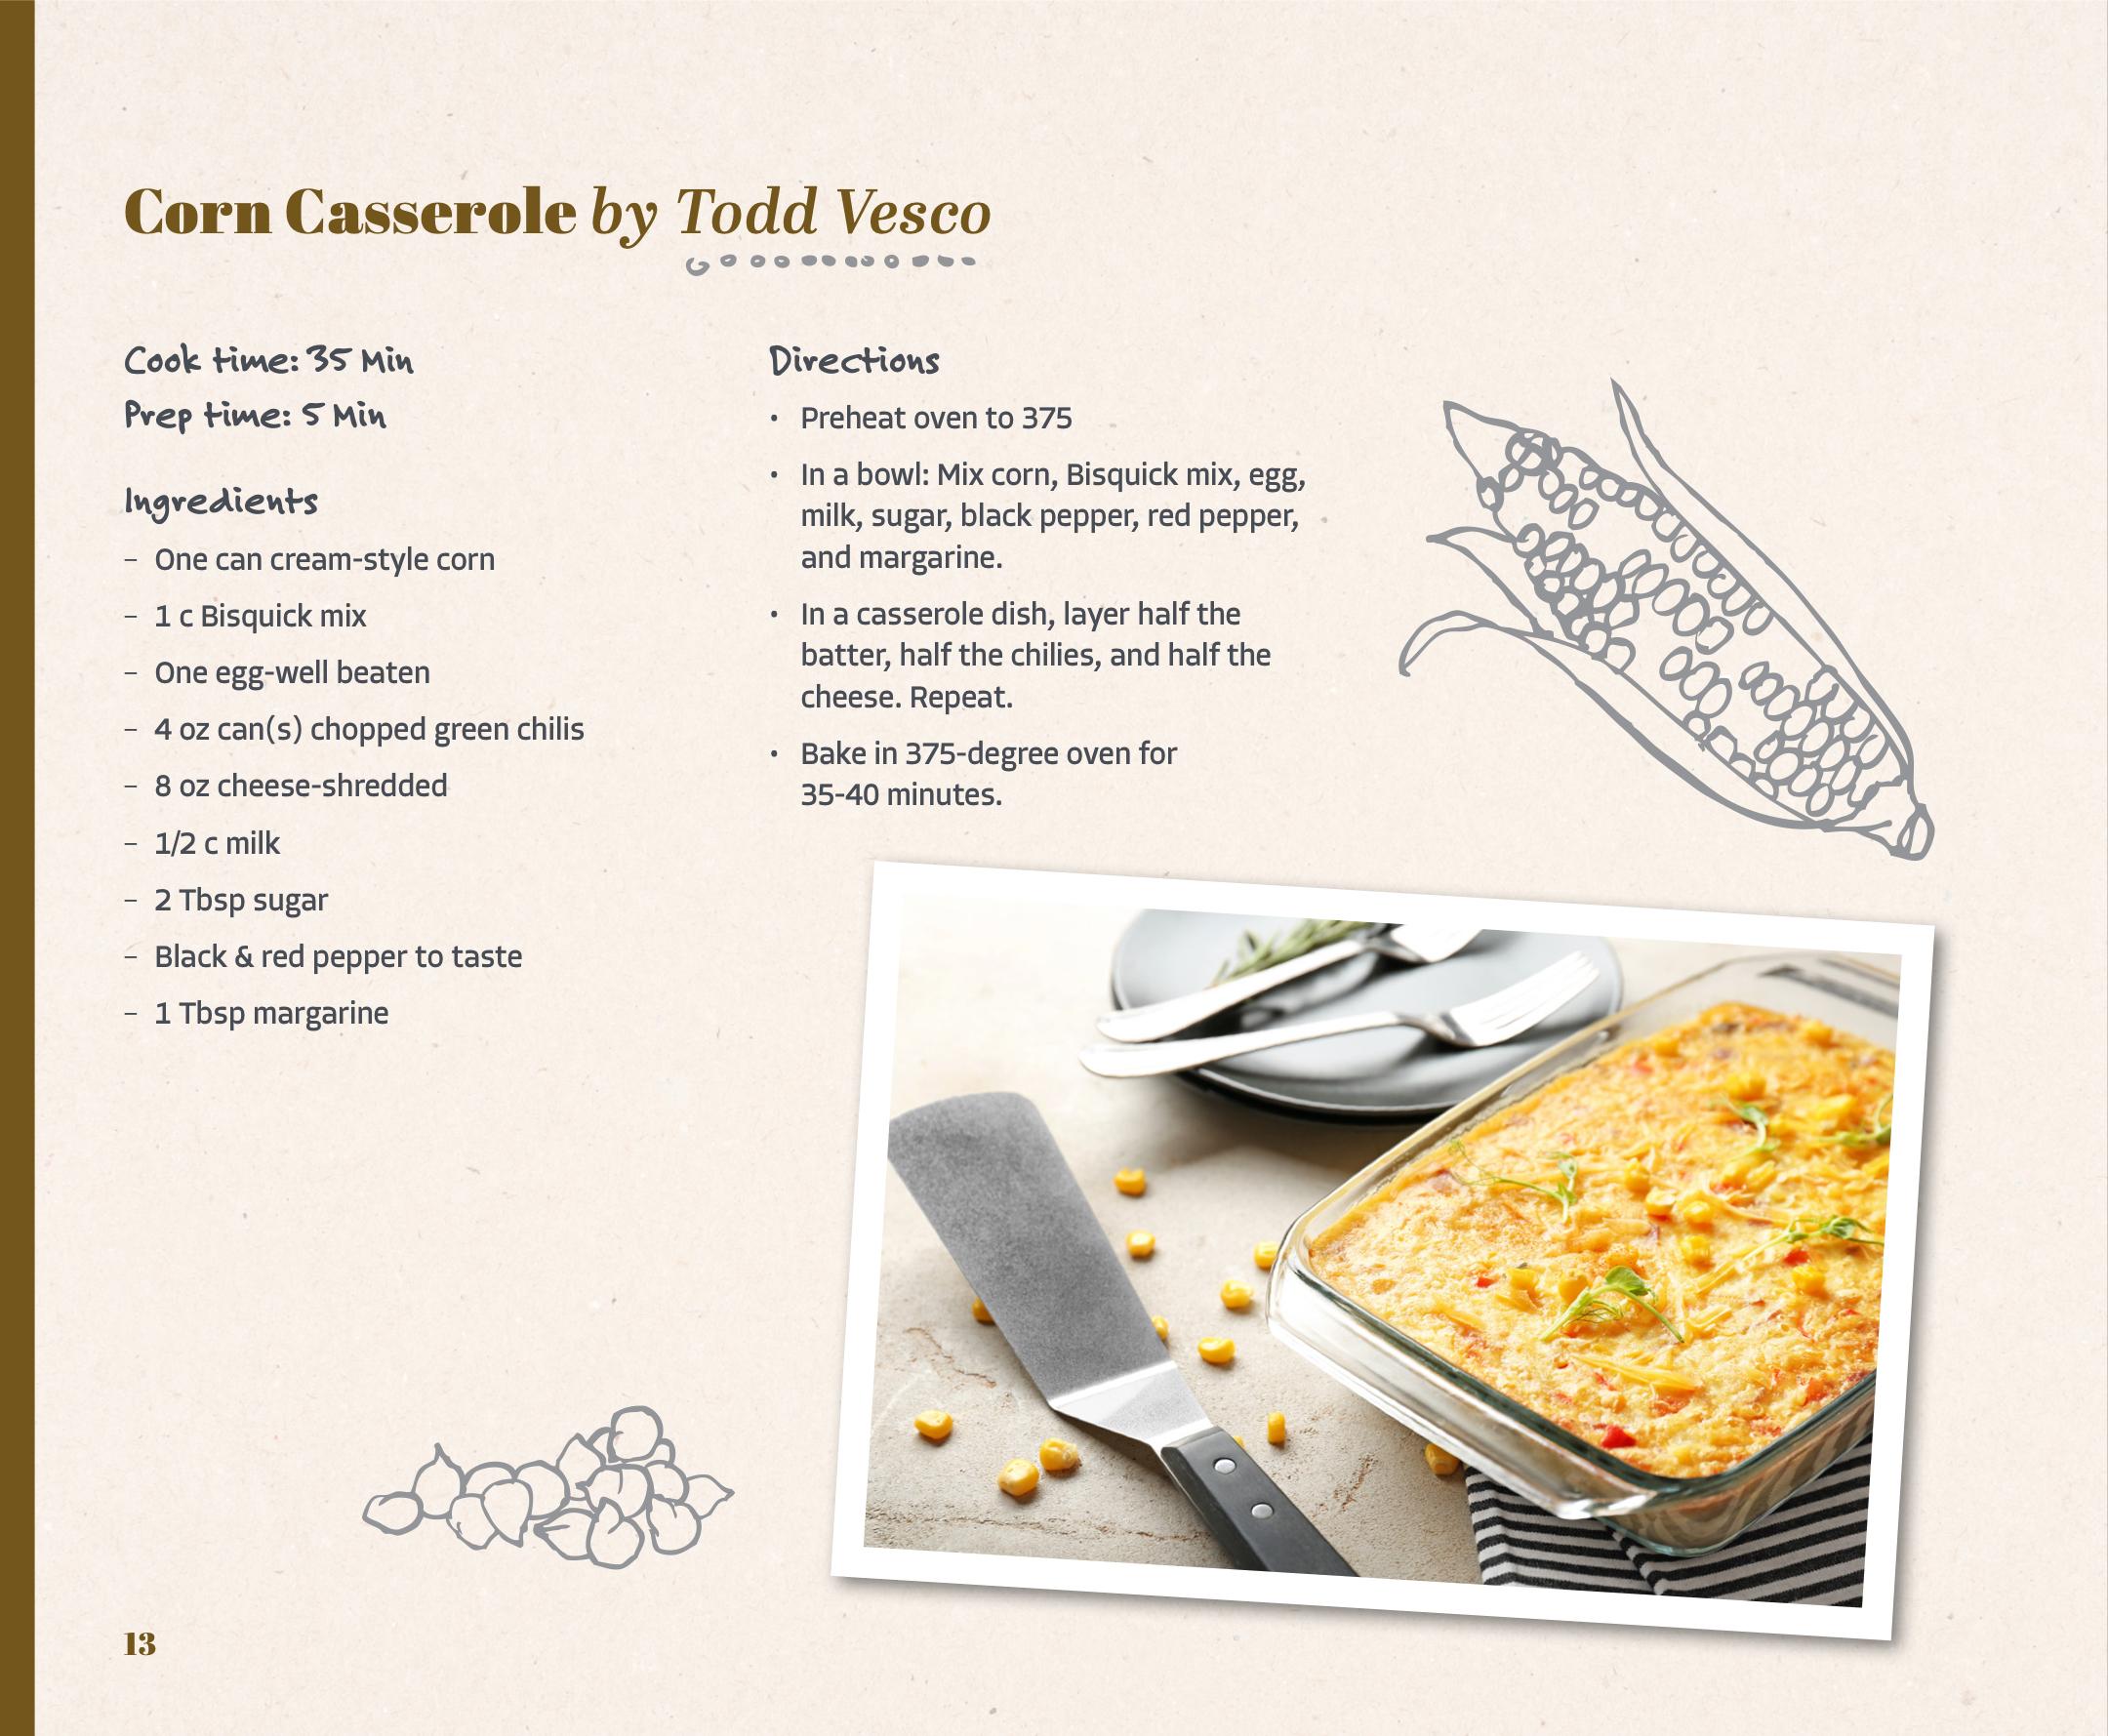 Corn Casserole by Todd Vesco
Cook time: 35 Min
Prep time: 5 Min
Ingredients
– One can cream-style corn
– 1 c Bisquick mix
– One egg-well beaten
– 4 oz can(s) chopped green chilis
– 8 oz cheese-shredded
– 1/2 c milk
– 2 Tbsp sugar
– Black & red pepper to taste
– 1 Tbsp margarine
Directions
• Preheat oven to 375
• In a bowl: Mix corn, Bisquick mix, egg,
milk, sugar, black pepper, red pepper,
and margarine.
• In a casserole dish, layer half the
batter, half the chilies, and half the
cheese. Repeat.
• Bake in 375-degree oven for
35-40 minutes.
13